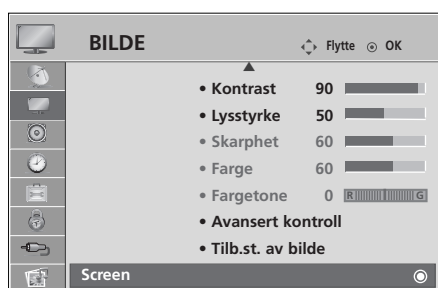 BILDE Flytte OK
• Kontrast 90
• Lysstyrke 50
• Skarphet 60
• Farge 60
• Fargetone 0 R G
• Avansert kontroll
• Tilb.st. av bilde
Screen